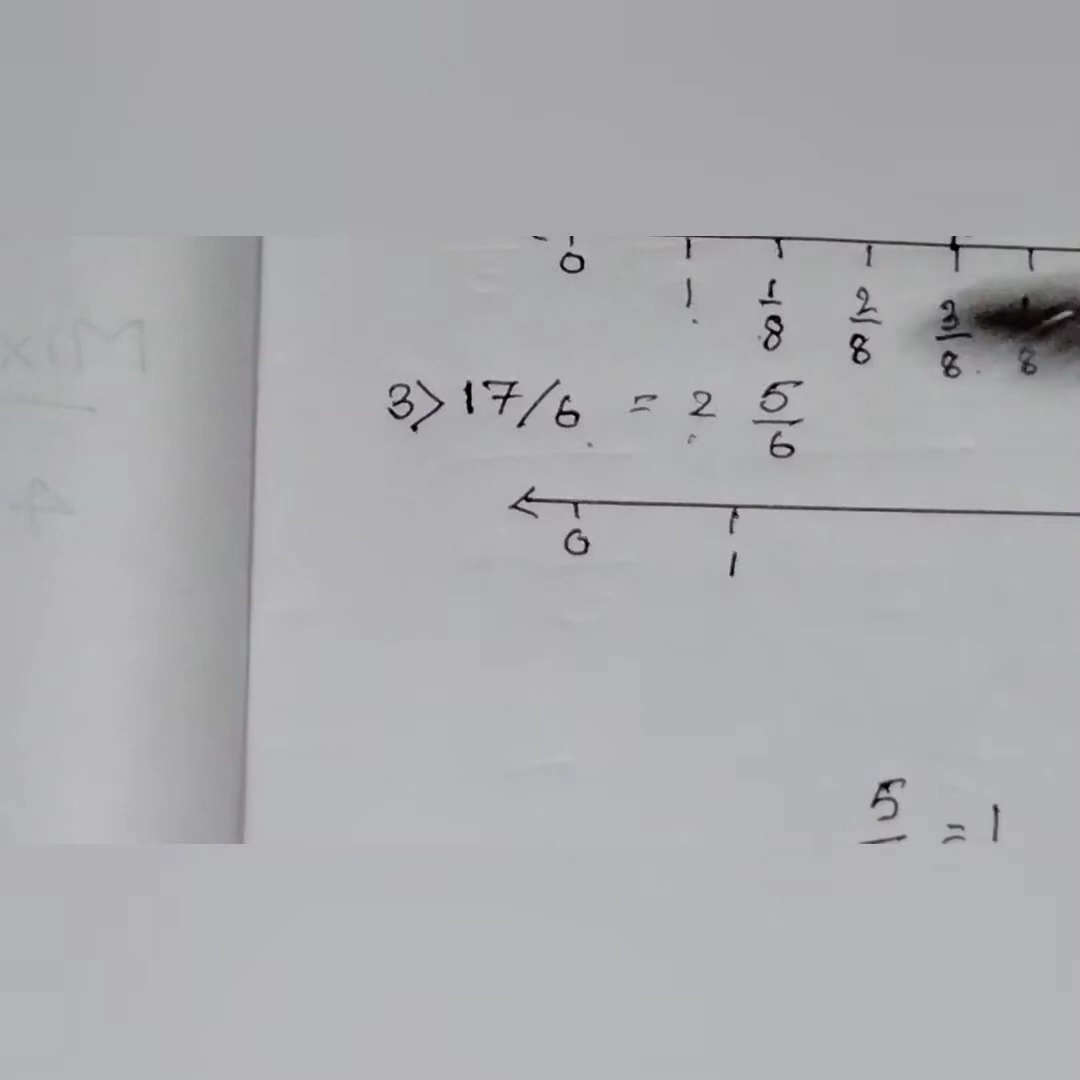 0 1 1/8 2/8 3/8 8
3> 17/6 = 2 5/6
0 1
5 = 1